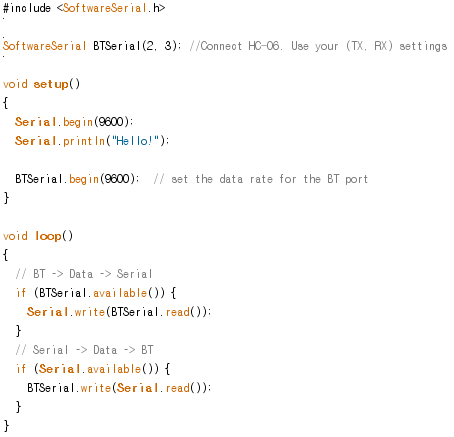 #include <SoftwareSerial.h>
SoftwareSerial BTSerial(2, 3); //Connect HC-06. Use your (TX, RX) settings
void setup()
{
  Serial.begin(9600);
  Serial.println("Hello!");
  BTSerial.begin(9600);  // set the data rate for the BT port
}
void loop()
{
  // BT -> Data -> Serial
  if (BTSerial.available()) {
    Serial.write(BTSerial.read());
  }
  // Serial -> Data -> BT
  if (Serial.available()) {
    BTSerial.write(Serial.read());
  }
}